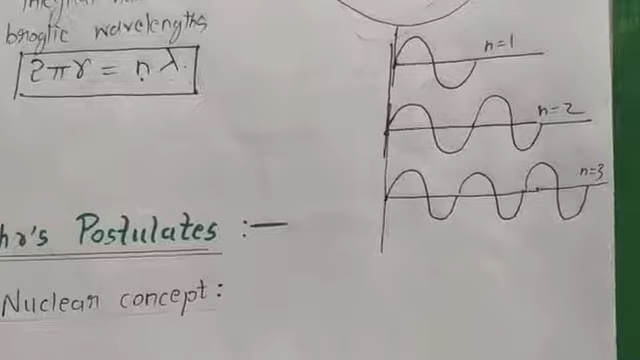 broglie wavelengths
2πr = nλ.
n=1
n=2
n=3
Postulates :—
Nuclear concept: